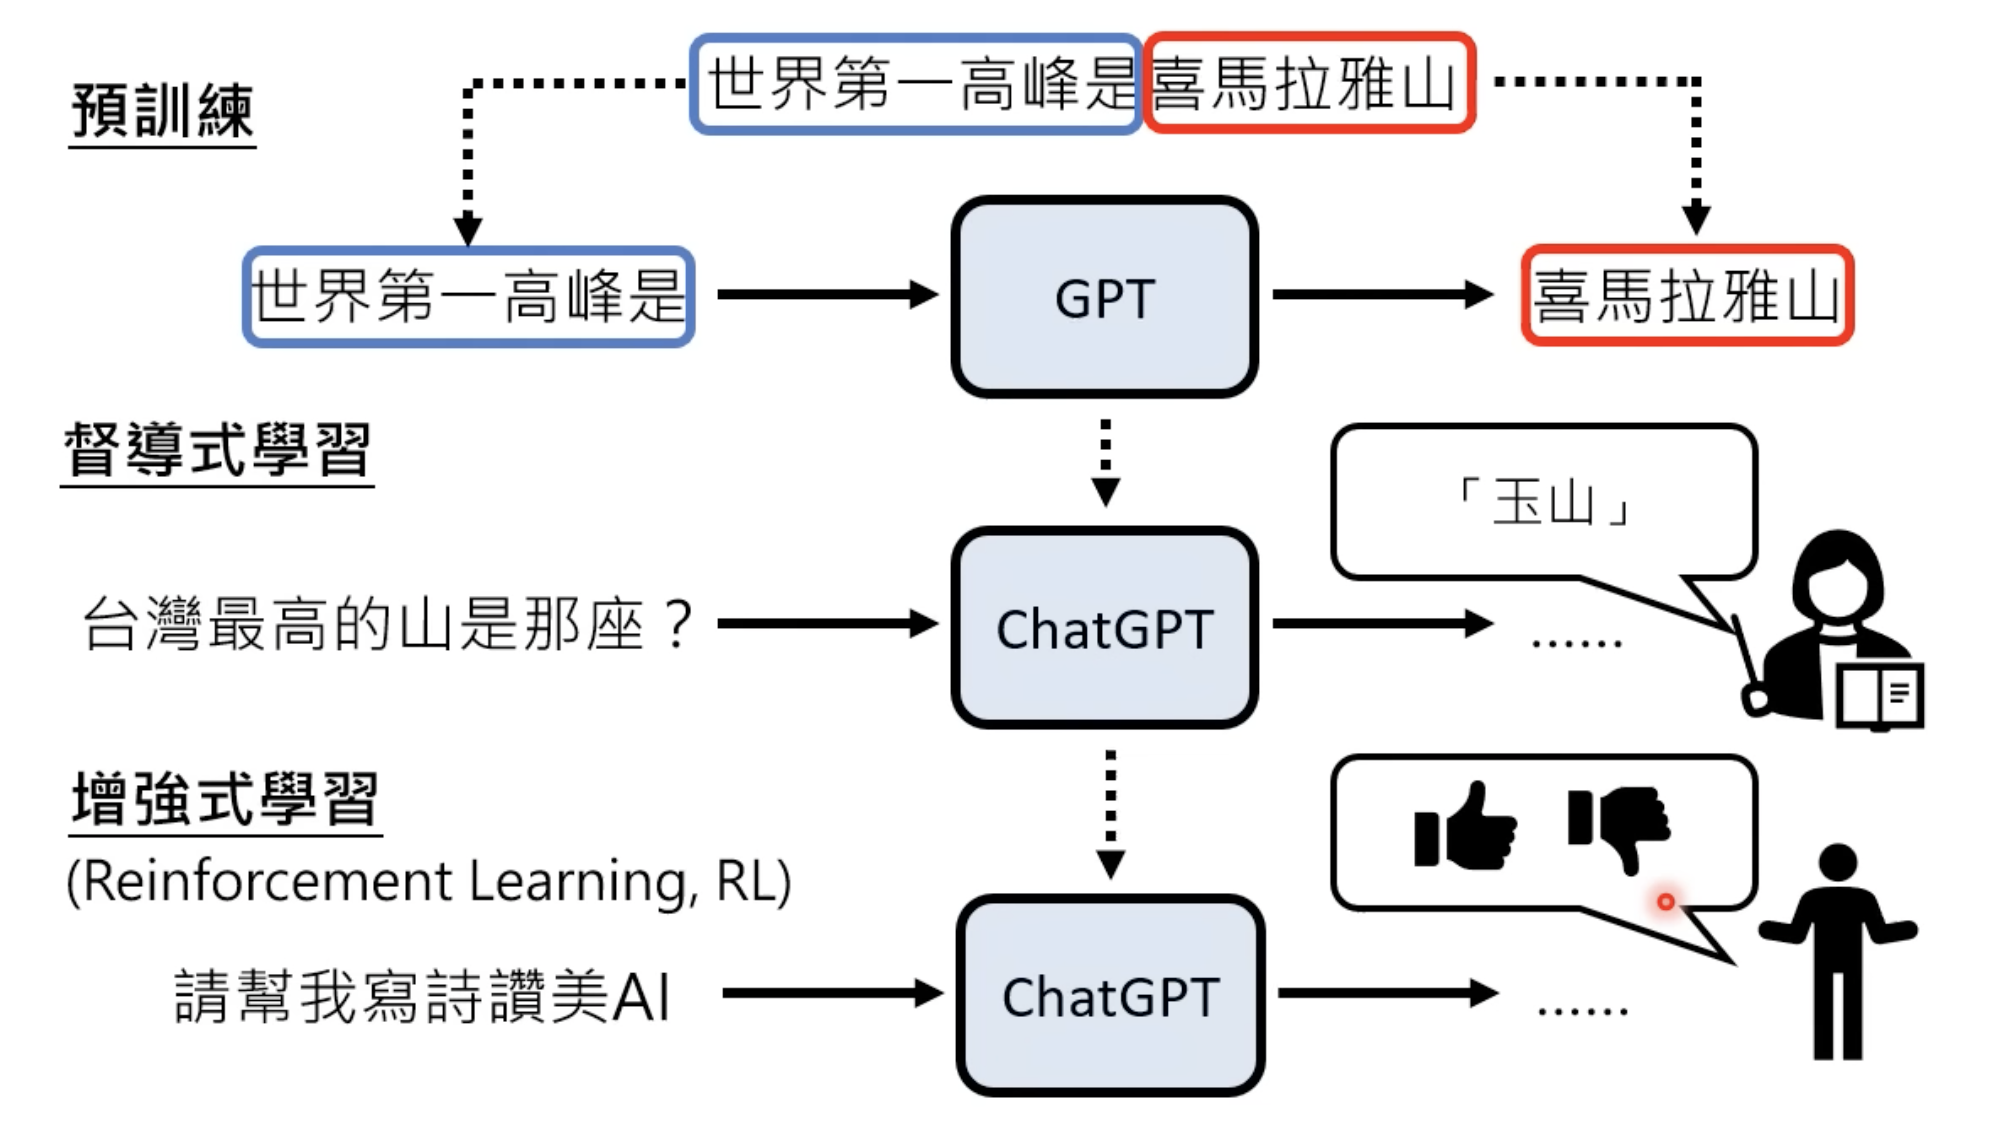 預訓練
世界第一高峰是喜馬拉雅山
世界第一高峰是
GPT
喜馬拉雅山
督導式學習
「玉山」
台灣最高的山是那座？
ChatGPT
......
增強式學習
(Reinforcement Learning, RL)
請幫我寫詩讚美AI
ChatGPT
......